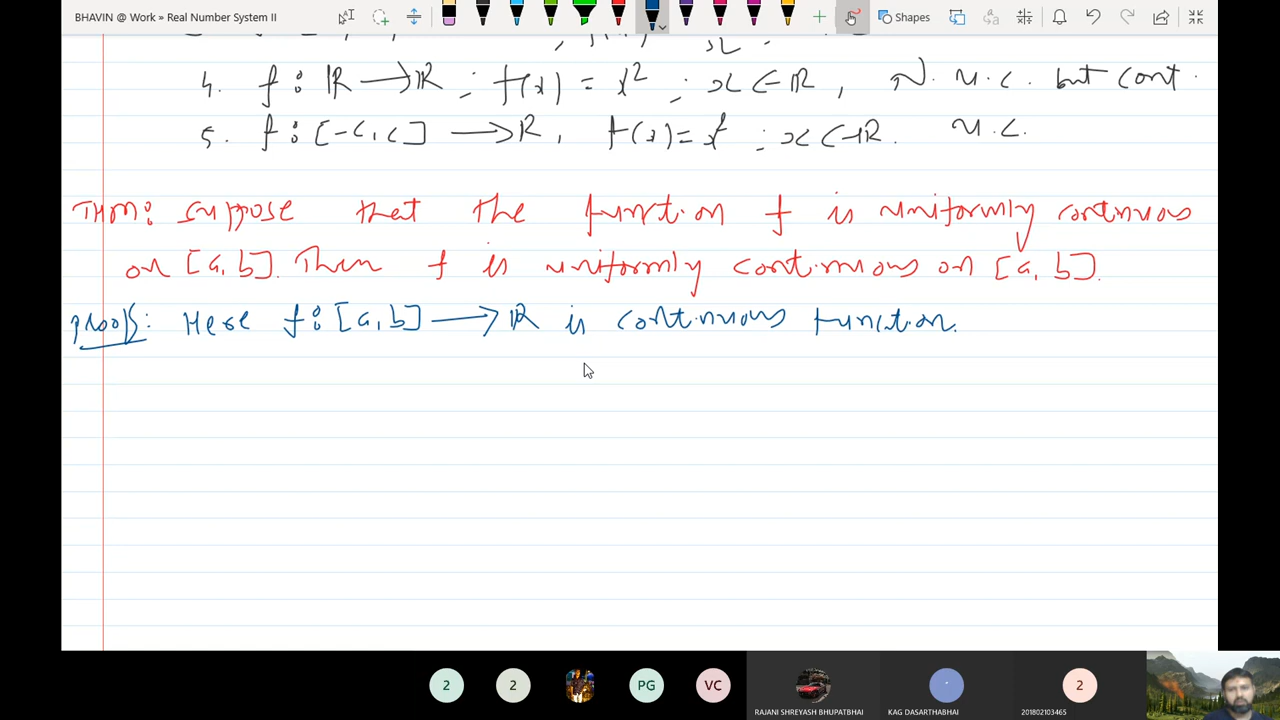 BHAVIN @ Work » Real Number System II
Shapes
4. f : ℝ → ℝ ; f(x) = x² ; x ∈ ℝ , N. U. C. but cont.
5. f : [-c, c] → ℝ , f(x) = x² ; x ∈ ℝ. U.C.
THM: Suppose that the function f is uniformly continuous
on [a, b]. Then f is uniformly continuous on [a, b].
Proof: Here f : [a, b] → ℝ is continuous function.
2 2 PG VC 2
RAJANI SHREYASH BHUPATBHAI KAG DASARTHABHAI 201802103465